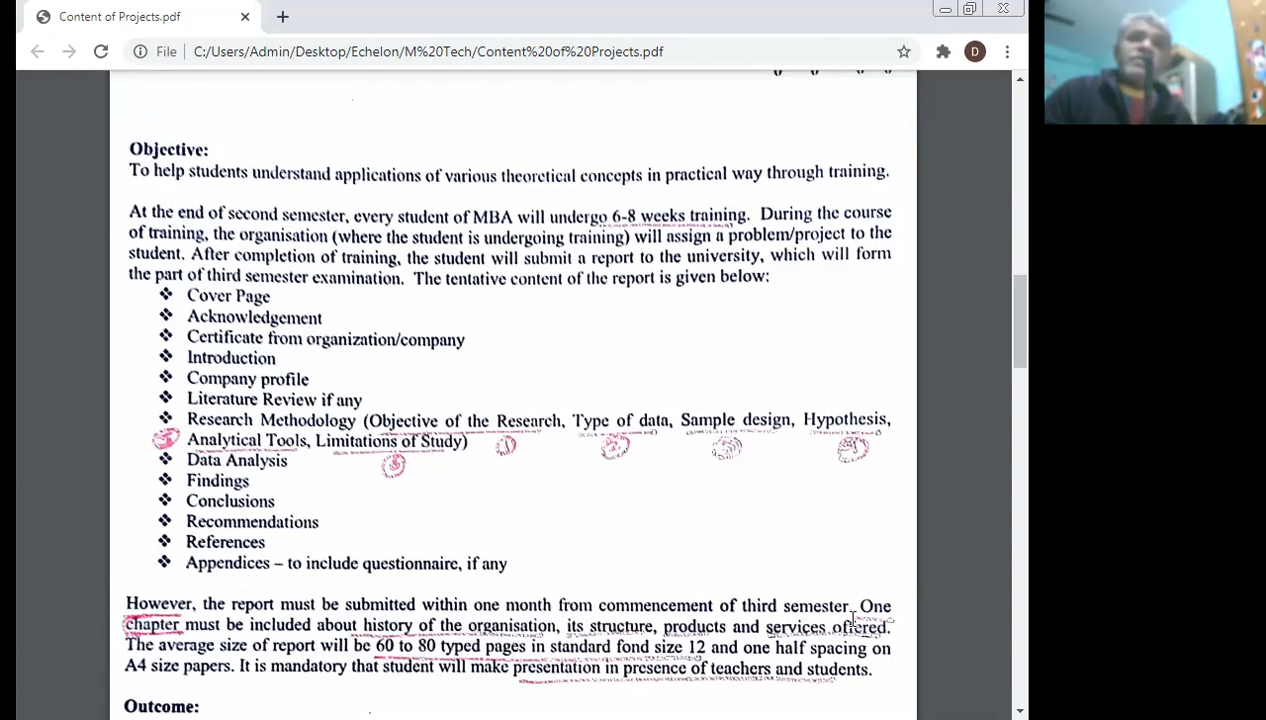 Content of Projects.pdf
File | C:/Users/Admin/Desktop/Echelon/M%20Tech/Content%20of%20Projects.pdf
D
Objective:
To help students understand applications of various theoretical concepts in practical way through training.
At the end of second semester, every student of MBA will undergo 6-8 weeks training. During the course
of training, the organisation (where the student is undergoing training) will assign a problem/project to the
student. After completion of training, the student will submit a report to the university, which will form
the part of third semester examination. The tentative content of the report is given below:
❖ Cover Page
❖ Acknowledgement
❖ Certificate from organization/company
❖ Introduction
❖ Company profile
❖ Literature Review if any
❖ Research Methodology (Objective of the Research, Type of data, Sample design, Hypothesis,
Analytical Tools, Limitations of Study)
❖ Data Analysis
❖ Findings
❖ Conclusions
❖ Recommendations
❖ References
❖ Appendices – to include questionnaire, if any
However, the report must be submitted within one month from commencement of third semester. One
chapter must be included about history of the organisation, its structure, products and services offered.
The average size of report will be 60 to 80 typed pages in standard fond size 12 and one half spacing on
A4 size papers. It is mandatory that student will make presentation in presence of teachers and students.
Outcome: